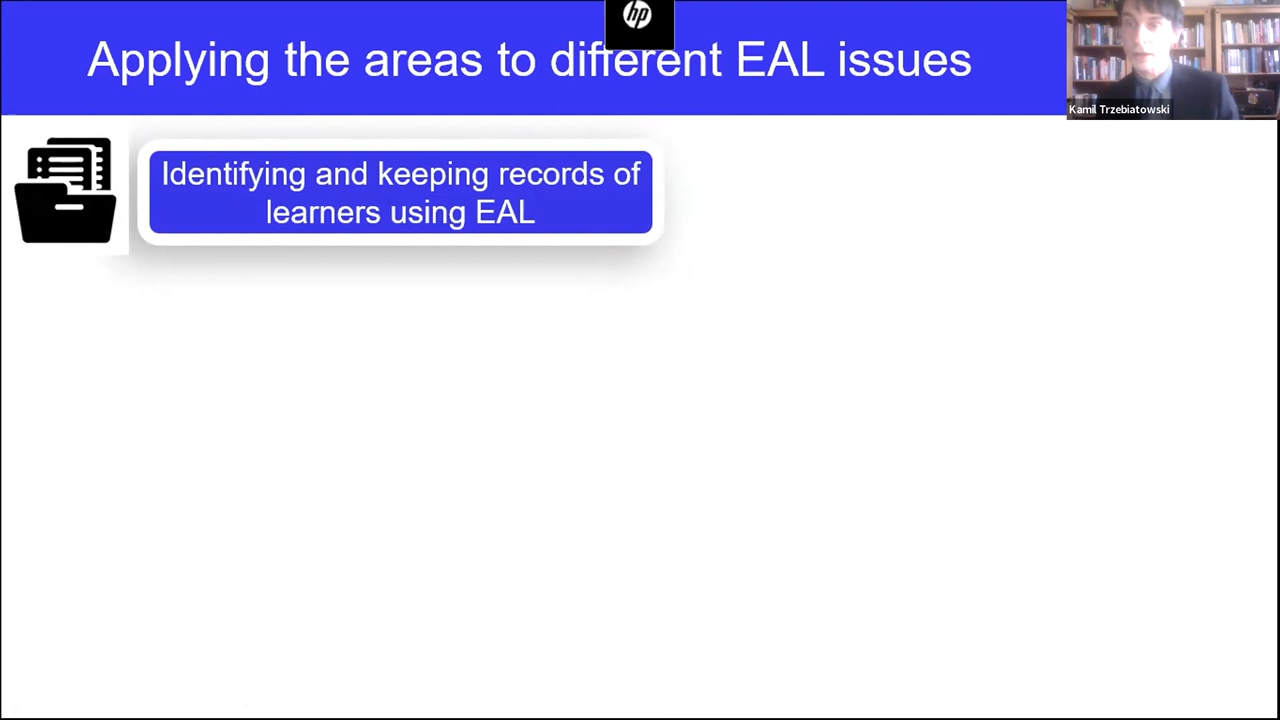 hp
Applying the areas to different EAL issues
Kamil Trzebiatowski
Identifying and keeping records of
learners using EAL